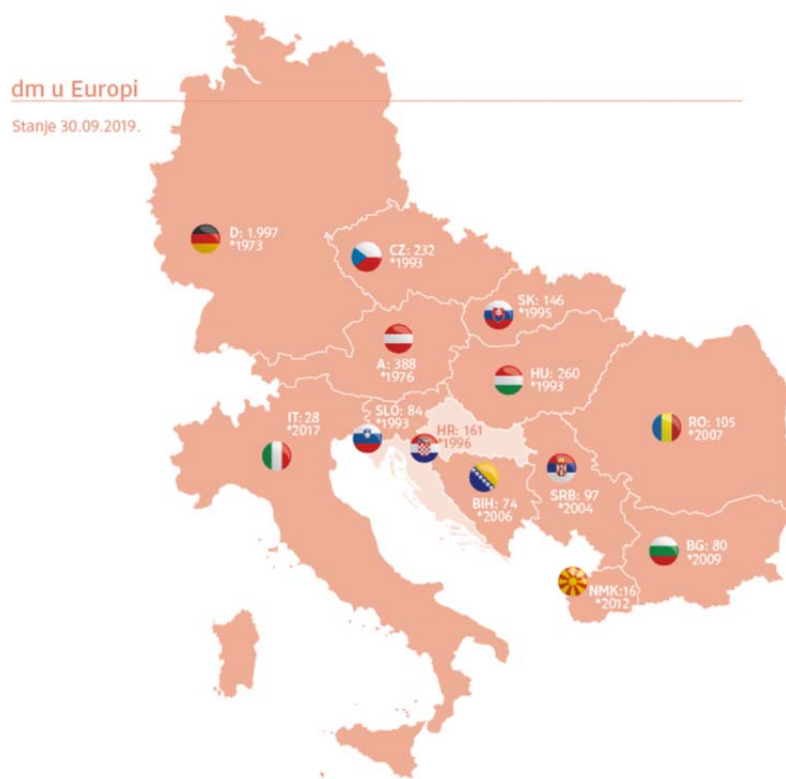 dm u Europi
Stanje 30.09.2019.
D: 1.997
*1973
CZ: 232
*1993
SK: 146
*1995
A: 388
*1976
HU: 260
*1993
IT: 28
*2017
SLO: 84
*1993
HR: 161
*1996
RO: 105
*2007
BIH: 74
*2006
SRB: 97
*2004
BG: 80
*2009
NMK:16
*2012